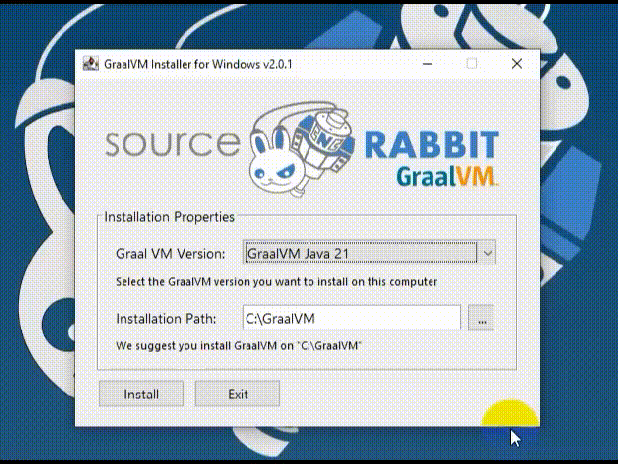 GraalVM Installer for Windows v2.0.1
source CNC RABBIT
GraalVM
Installation Properties
Graal VM Version: GraalVM Java 21
Select the GraalVM version you want to install on this computer
Installation Path: C:\GraalVM ...
We suggest you install GraalVM on "C:\GraalVM"
Install Exit